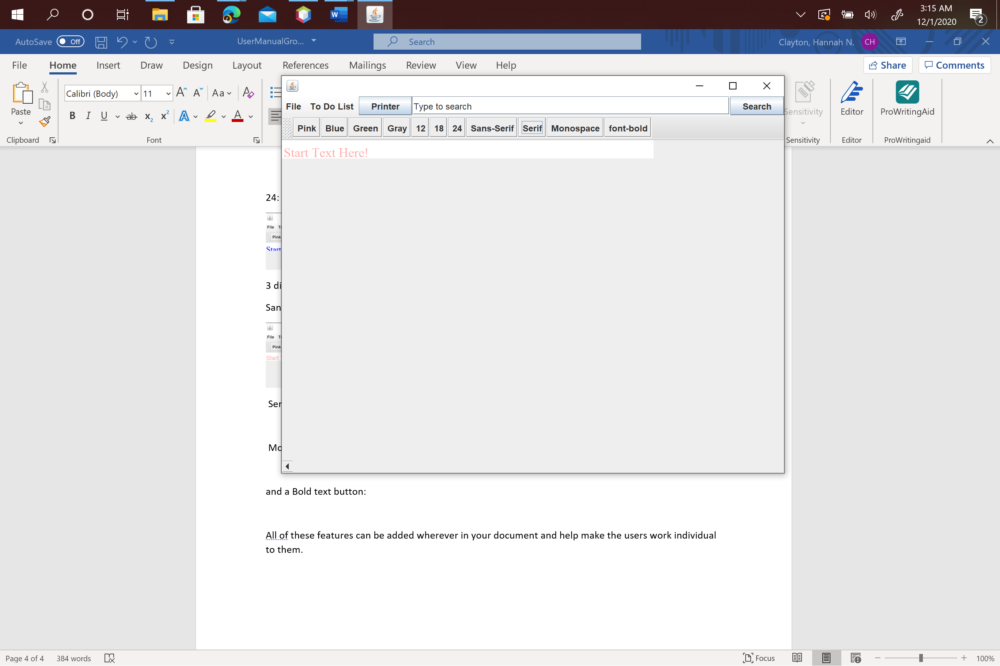 3:15 AM
12/1/2020
2
AutoSave Off
UserManualGro...
Search
Clayton, Hannah N. CH
File Home Insert Draw Design Layout References Mailings Review View Help
Share Comments
Paste
Clipboard
Calibri (Body) 11
Aa
B I U ab x2 x2 A A
Font
Sensitivity
Sensitivity
Editor
Editor
ProWritingAid
ProWritingaid
File To Do List Printer Type to search Search
Pink Blue Green Gray 12 18 24 Sans-Serif Serif Monospace font-bold
Start Text Here!
24:
File
Pink
Start
3 di
San
File
Pink
Start
Ser
Mo
and a Bold text button:
All of these features can be added wherever in your document and help make the users work individual
to them.
Page 4 of 4 384 words
Focus
100%